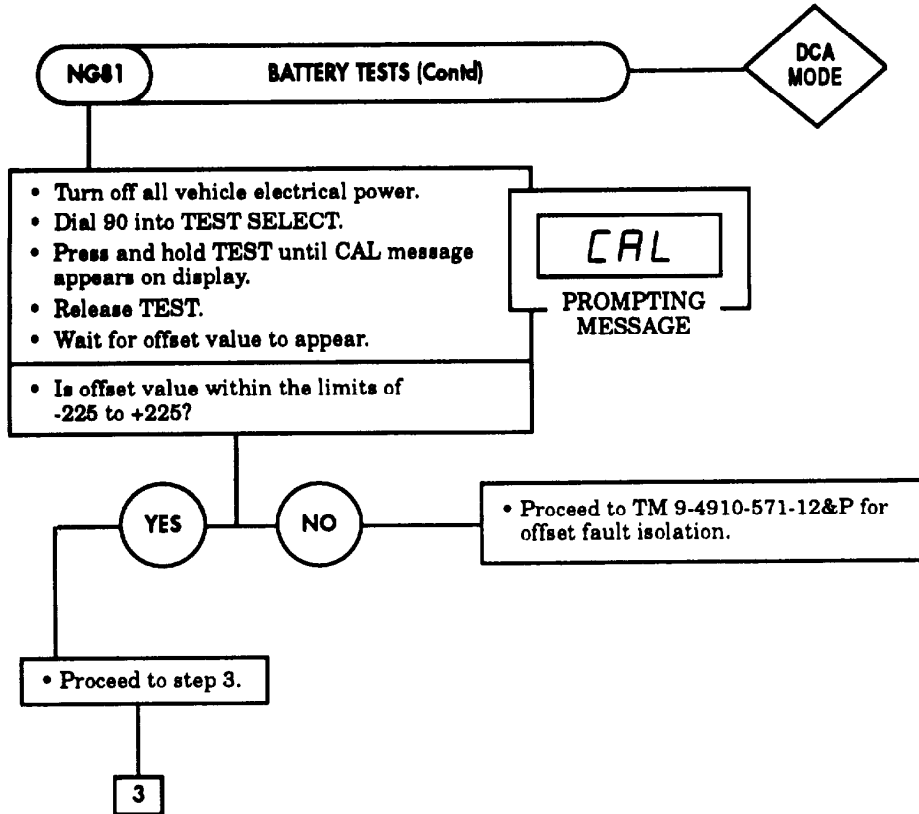 NG81
BATTERY TESTS (Contd)
DCA
MODE
• Turn off all vehicle electrical power.
• Dial 90 into TEST SELECT.
• Press and hold TEST until CAL message
appears on display.
• Release TEST.
• Wait for offset value to appear.
CAL
PROMPTING
MESSAGE
• Is offset value within the limits of
-225 to +225?
YES
NO
• Proceed to TM 9-4910-571-12&P for
offset fault isolation.
• Proceed to step 3.
3